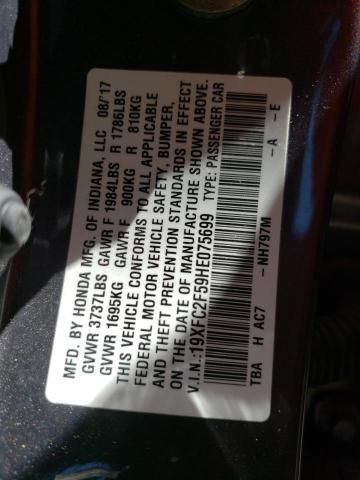 MFD. BY HONDA MFG. OF INDIANA, LLC 08/'17
GVWR 3737LBS GAWR F 1984LBS R 1786LBS
GVWR 1695KG GAWR F 900KG R 810KG
THIS VEHICLE CONFORMS TO ALL APPLICABLE
FEDERAL MOTOR VEHICLE SAFETY, BUMPER,
AND THEFT PREVENTION STANDARDS IN EFFECT
ON THE DATE OF MANUFACTURE SHOWN ABOVE.
V.I.N.: 19XFC2F59HE075699 TYPE: PASSENGER CAR
TBA H AC7 - NH797M - A - E